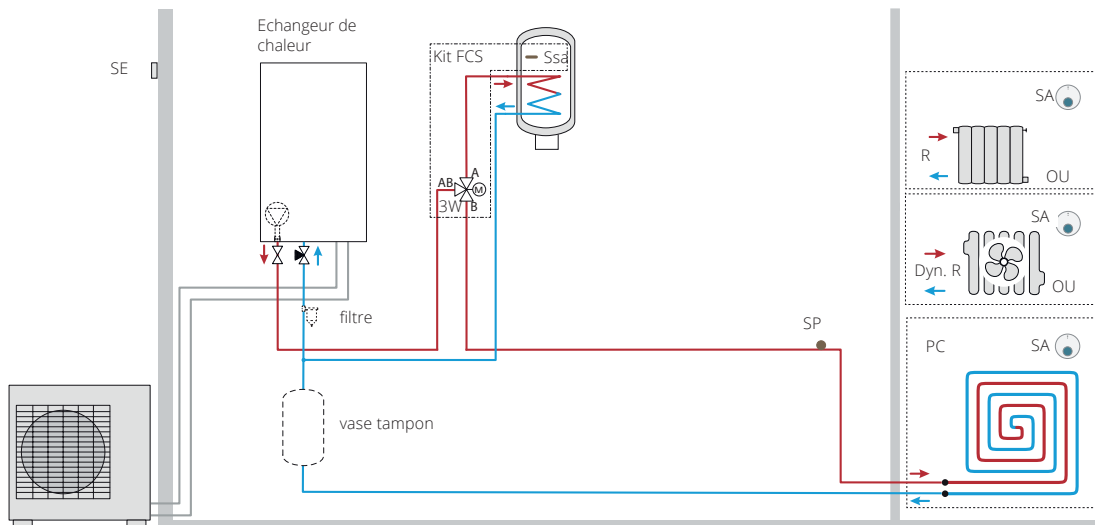 Echangeur de
chaleur
SE
Kit FCS
Ssa
A
AB
M
3W
B
filtre
SP
vase tampon
SA
R
OU
SA
Dyn. R
OU
PC
SA